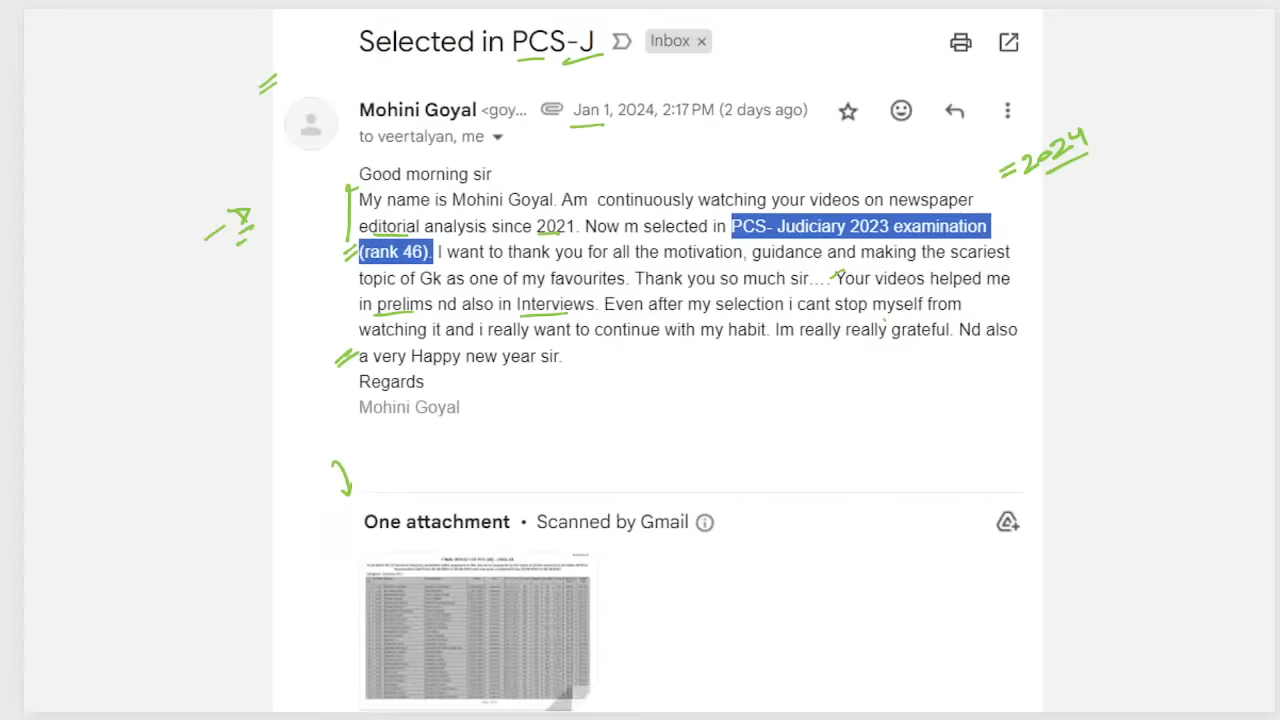 Selected in PCS-J Inbox ×
Mohini Goyal <goy... Jan 1, 2024, 2:17 PM (2 days ago)
to veertalyan, me
= 2024
Good morning sir
My name is Mohini Goyal. Am continuously watching your videos on newspaper
editorial analysis since 2021. Now m selected in PCS- Judiciary 2023 examination
(rank 46). I want to thank you for all the motivation, guidance and making the scariest
topic of Gk as one of my favourites. Thank you so much sir.... Your videos helped me
in prelims nd also in Interviews. Even after my selection i cant stop myself from
watching it and i really want to continue with my habit. Im really really grateful. Nd also
a very Happy new year sir.
Regards
Mohini Goyal
One attachment • Scanned by Gmail